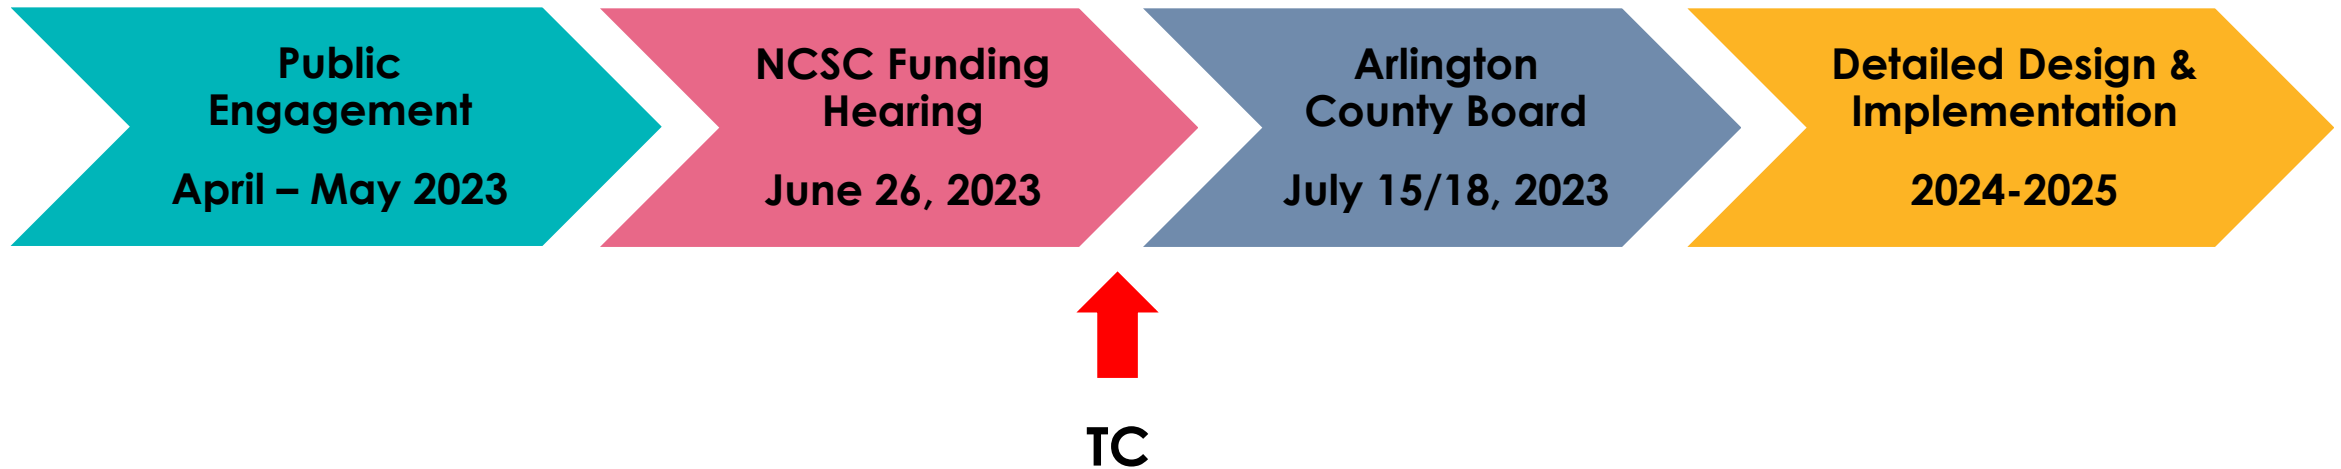 Public
Engagement
April – May 2023
NCSC Funding
Hearing
June 26, 2023
Arlington
County Board
July 15/18, 2023
Detailed Design &
Implementation
2024-2025
TC